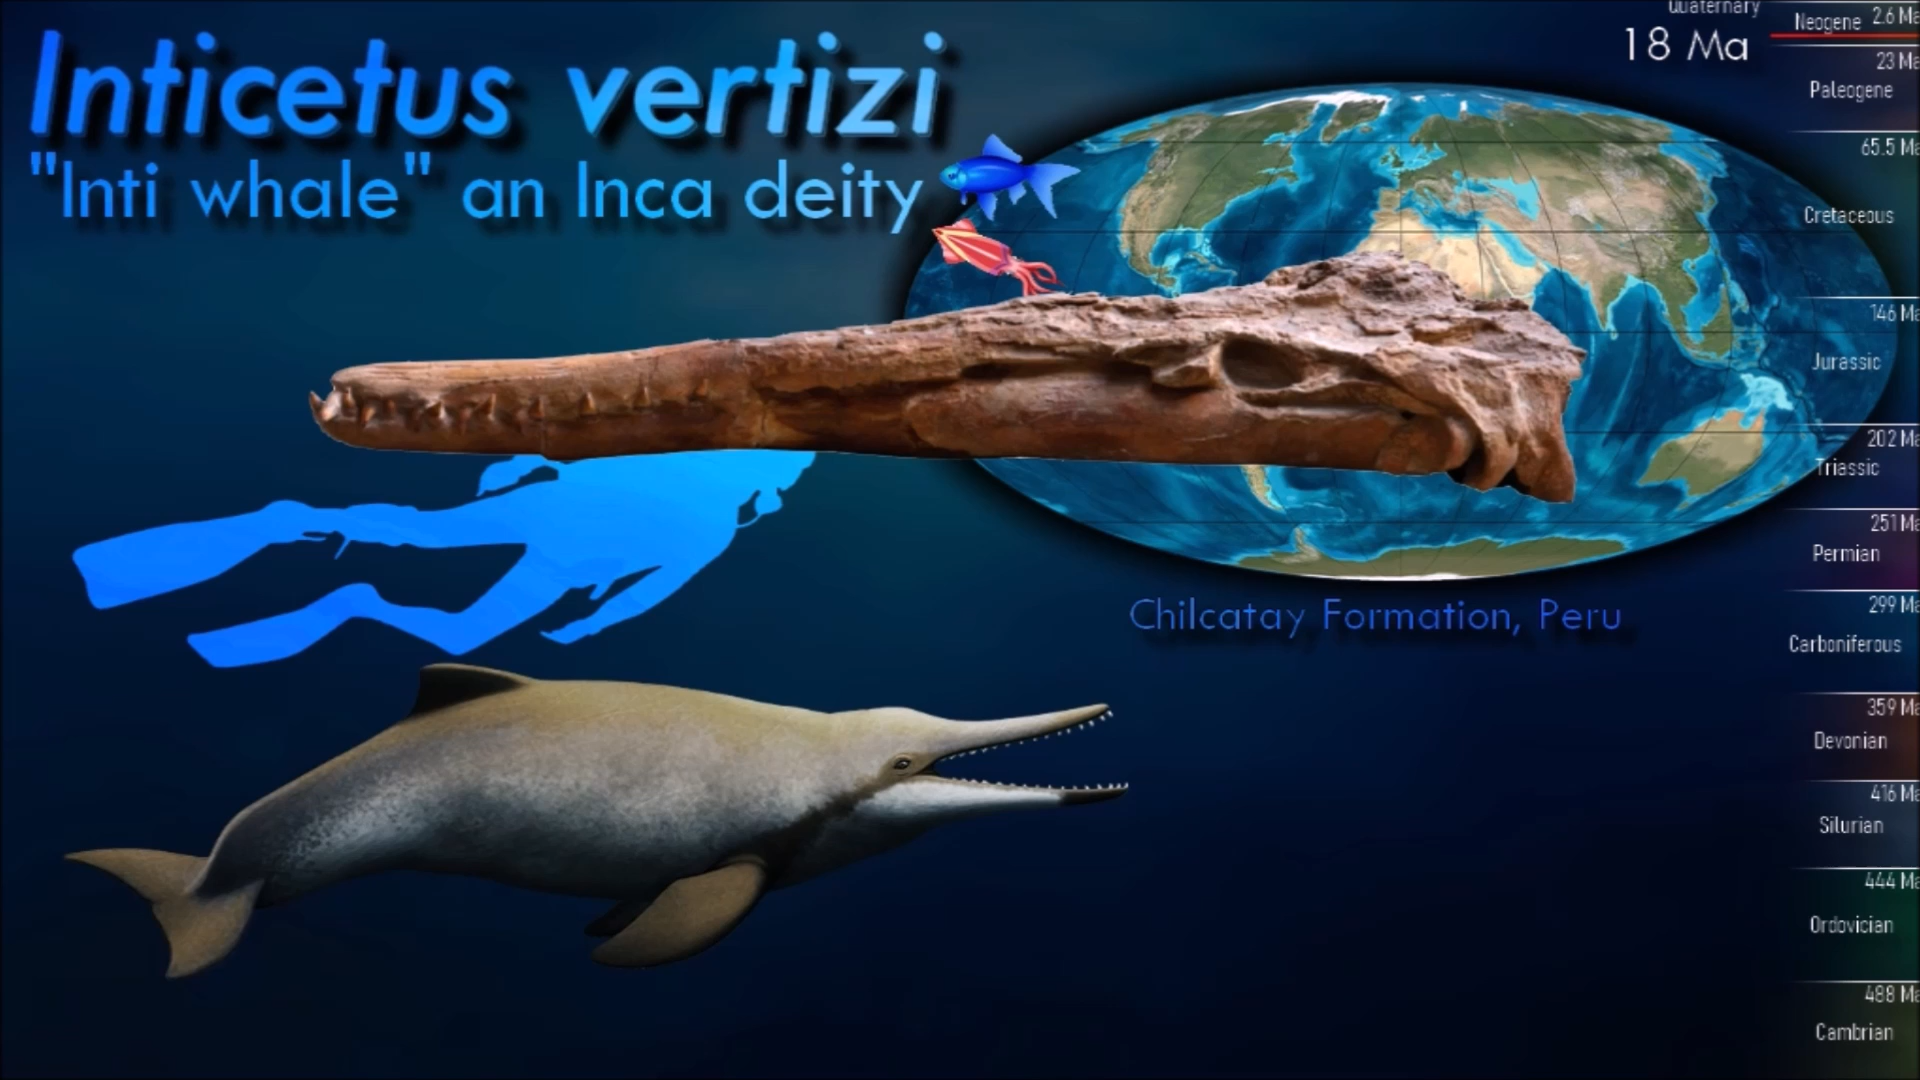 Inticetus vertizi
"Inti whale" an Inca deity
Chilcatay Formation, Peru
Quaternary
18 Ma
2.6 Ma
Neogene
23 Ma
Paleogene
65.5 Ma
Cretaceous
146 Ma
Jurassic
202 Ma
Triassic
251 Ma
Permian
299 Ma
Carboniferous
359 Ma
Devonian
416 Ma
Silurian
444 Ma
Ordovician
488 Ma
Cambrian